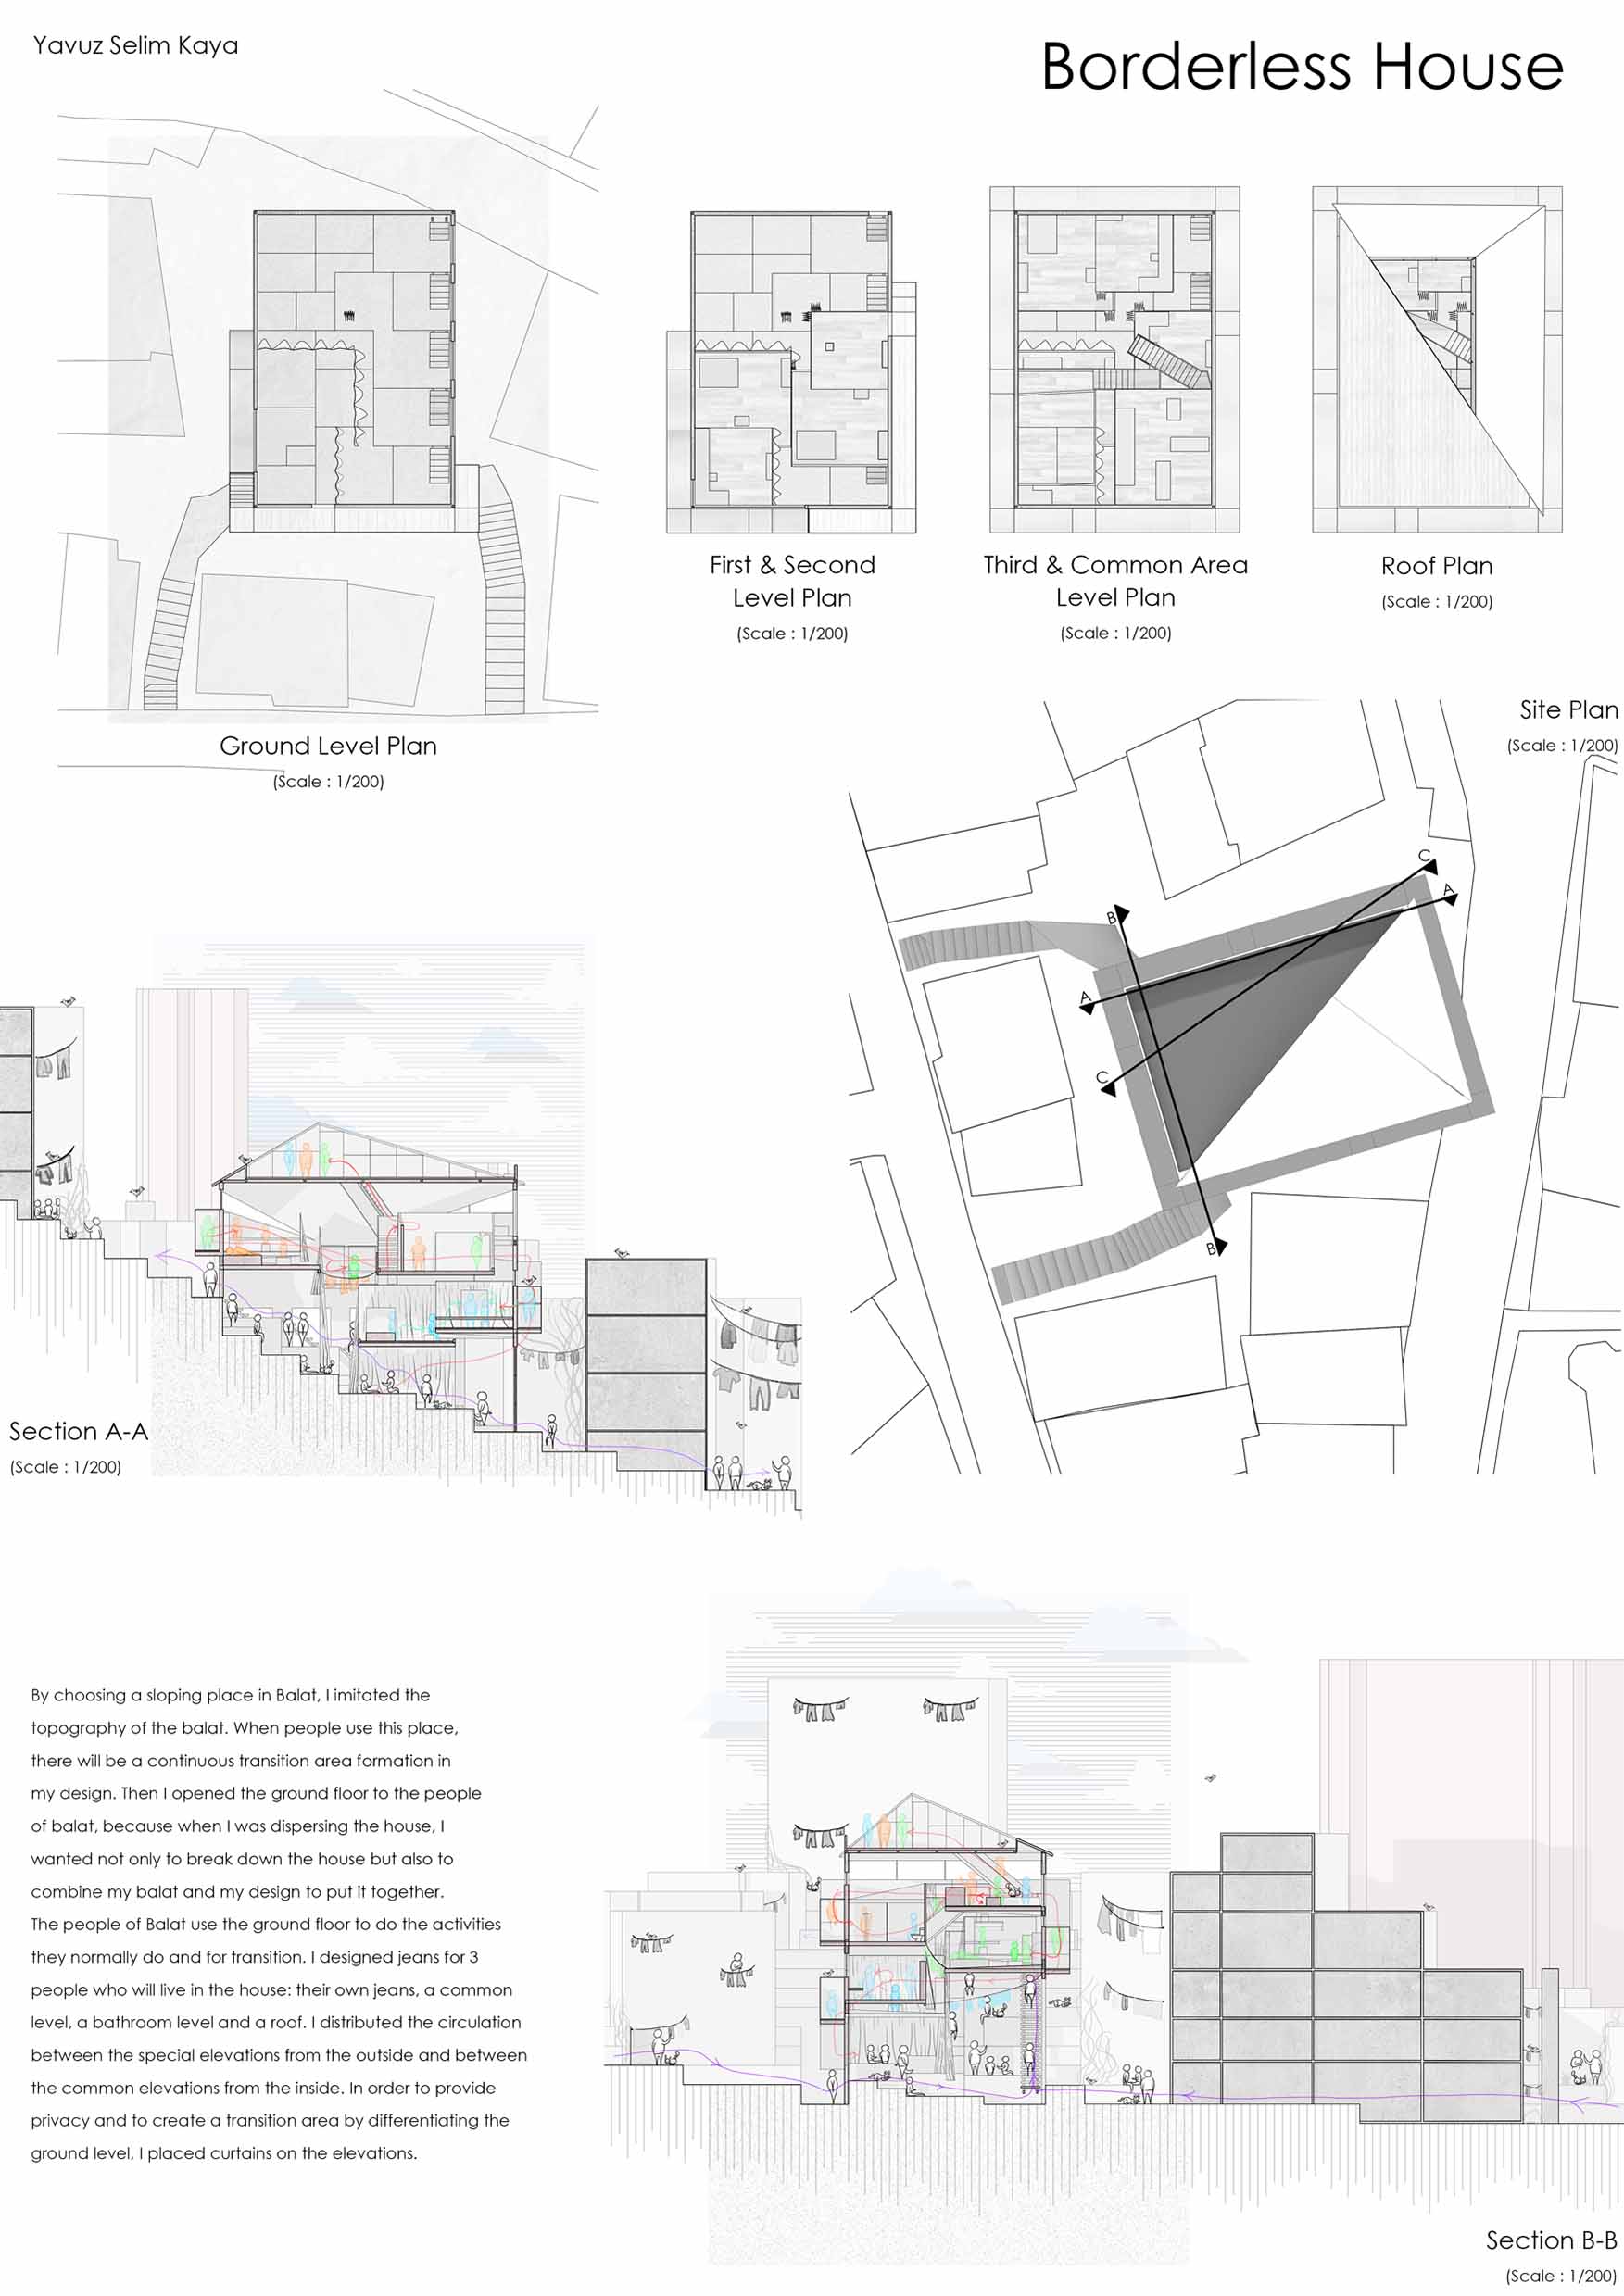 Yavuz Selim Kaya
Borderless House
Ground Level Plan
(Scale : 1/200)
First & Second
Level Plan
(Scale : 1/200)
Third & Common Area
Level Plan
(Scale : 1/200)
Roof Plan
(Scale : 1/200)
Site Plan
(Scale : 1/200)
C
A
B
A
C
B
Section A-A
(Scale : 1/200)
By choosing a sloping place in Balat, I imitated the
topography of the balat. When people use this place,
there will be a continuous transition area formation in
my design. Then I opened the ground floor to the people
of balat, because when I was dispersing the house, I
wanted not only to break down the house but also to
combine my balat and my design to put it together.
The people of Balat use the ground floor to do the activities
they normally do and for transition. I designed jeans for 3
people who will live in the house: their own jeans, a common
level, a bathroom level and a roof. I distributed the circulation
between the special elevations from the outside and between
the common elevations from the inside. In order to provide
privacy and to create a transition area by differentiating the
ground level, I placed curtains on the elevations.
Section B-B
(Scale : 1/200)